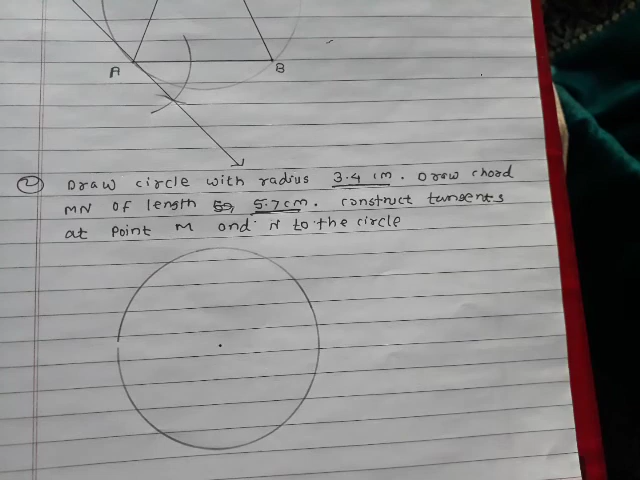 A B
② Draw circle with radius 3.4 cm. Draw chord
MN of length 5.7cm. construct tangents
at point M and N to the circle